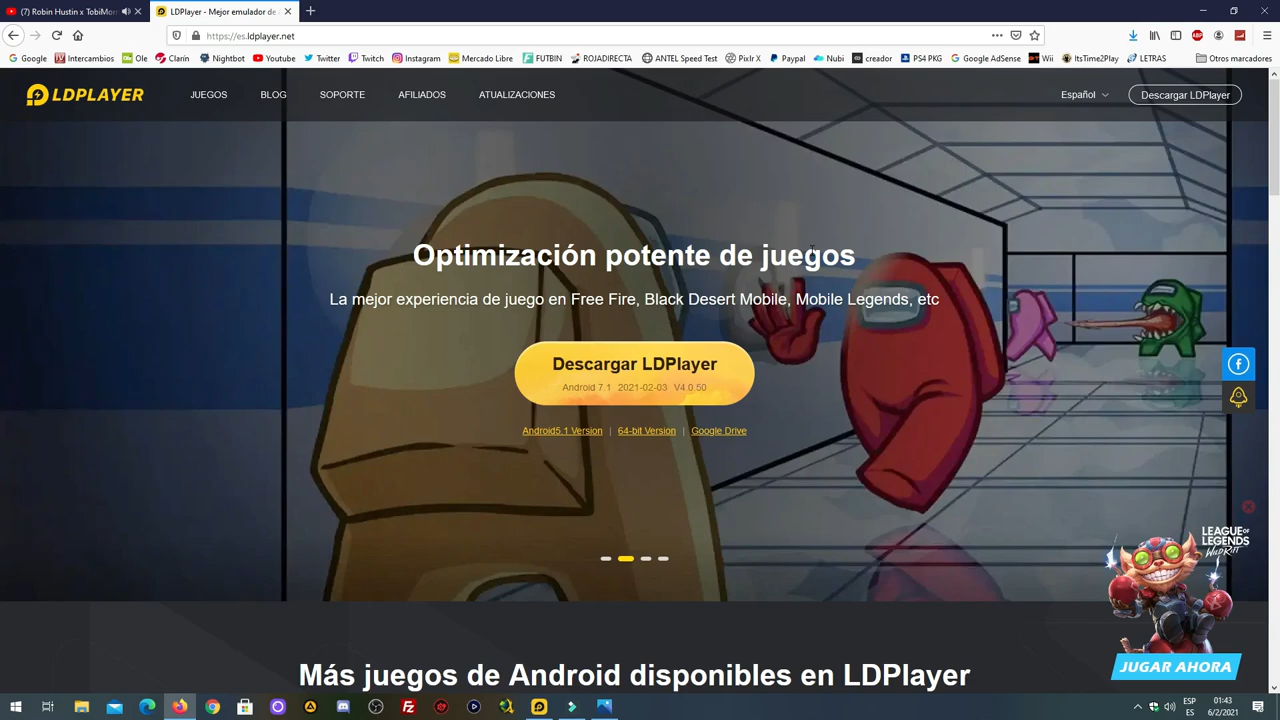 (7) Robin Hustin x TobiMor
LDPlayer - Mejor emulador de
https://es.ldplayer.net
Google
Intercambios
Ole
Clarín
Nightbot
Youtube
Twitter
Twitch
Instagram
Mercado Libre
FUTBIN
ROJADIRECTA
ANTEL Speed Test
Pixlr X
Paypal
Nubi
creador
PS4 PKG
Google AdSense
Wii
ItsTime2Play
LETRAS
Otros marcadores
LDPLAYER
JUEGOS
BLOG
SOPORTE
AFILIADOS
ATUALIZACIONES
Español
Descargar LDPlayer
Optimización potente de juegos
La mejor experiencia de juego en Free Fire, Black Desert Mobile, Mobile Legends, etc
Descargar LDPlayer
Android 7.1 2021-02-03 V4.0.50
Android5.1 Version | 64-bit Version | Google Drive
LEAGUE OF
LEGENDS
WILD RIFT
JUGAR AHORA
Más juegos de Android disponibles en LDPlayer
ESP
ES
01:43
6/2/2021